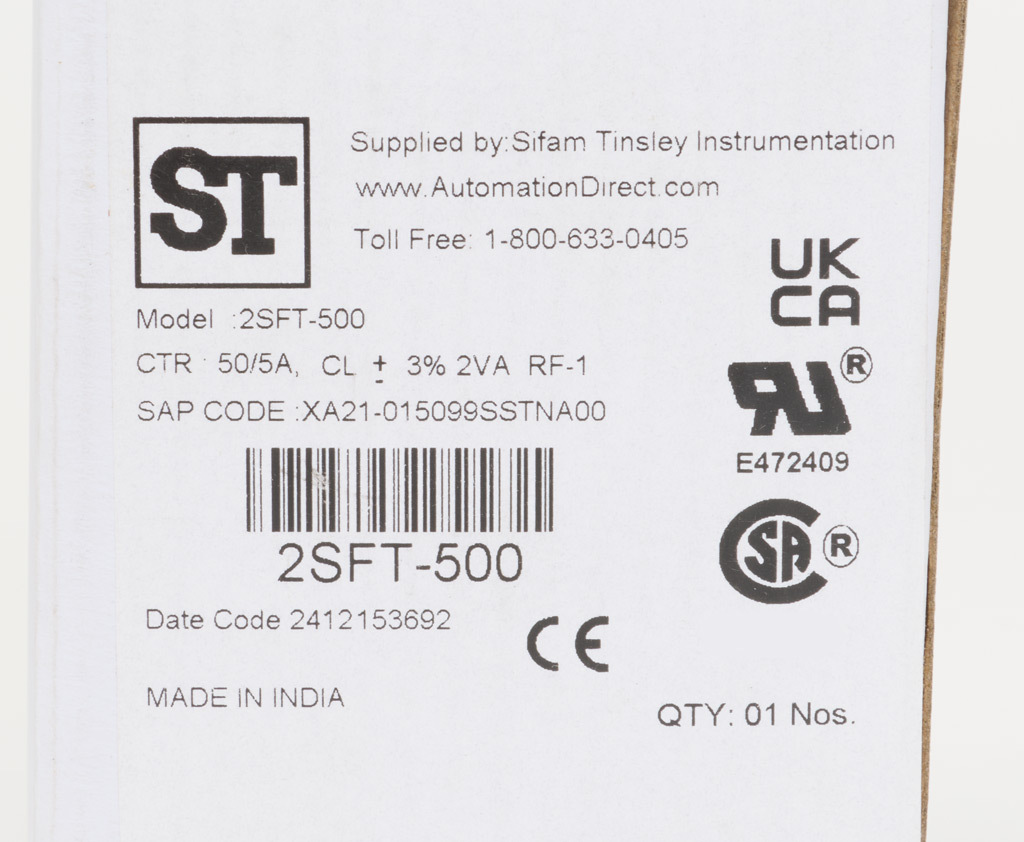 ST
Supplied by:Sifam Tinsley Instrumentation
www.AutomationDirect.com
Toll Free: 1-800-633-0405
UK
CA
Model :2SFT-500
CTR : 50/5A, CL ± 3% 2VA RF-1
SAP CODE :XA21-015099SSTNA00
RU®
E472409
2SFT-500
CSA®
Date Code 2412153692
CE
MADE IN INDIA
QTY: 01 Nos.